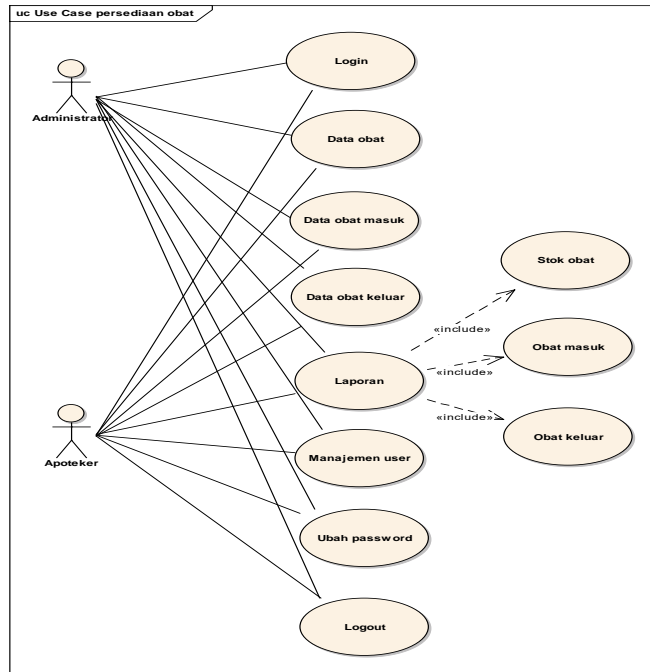 uc Use Case persediaan obat
Login
Administrator
Data obat
Data obat masuk
Stok obat
Data obat keluar
«include»
Obat masuk
«include»
Laporan
«include»
Obat keluar
Apoteker
Manajemen user
Ubah password
Logout